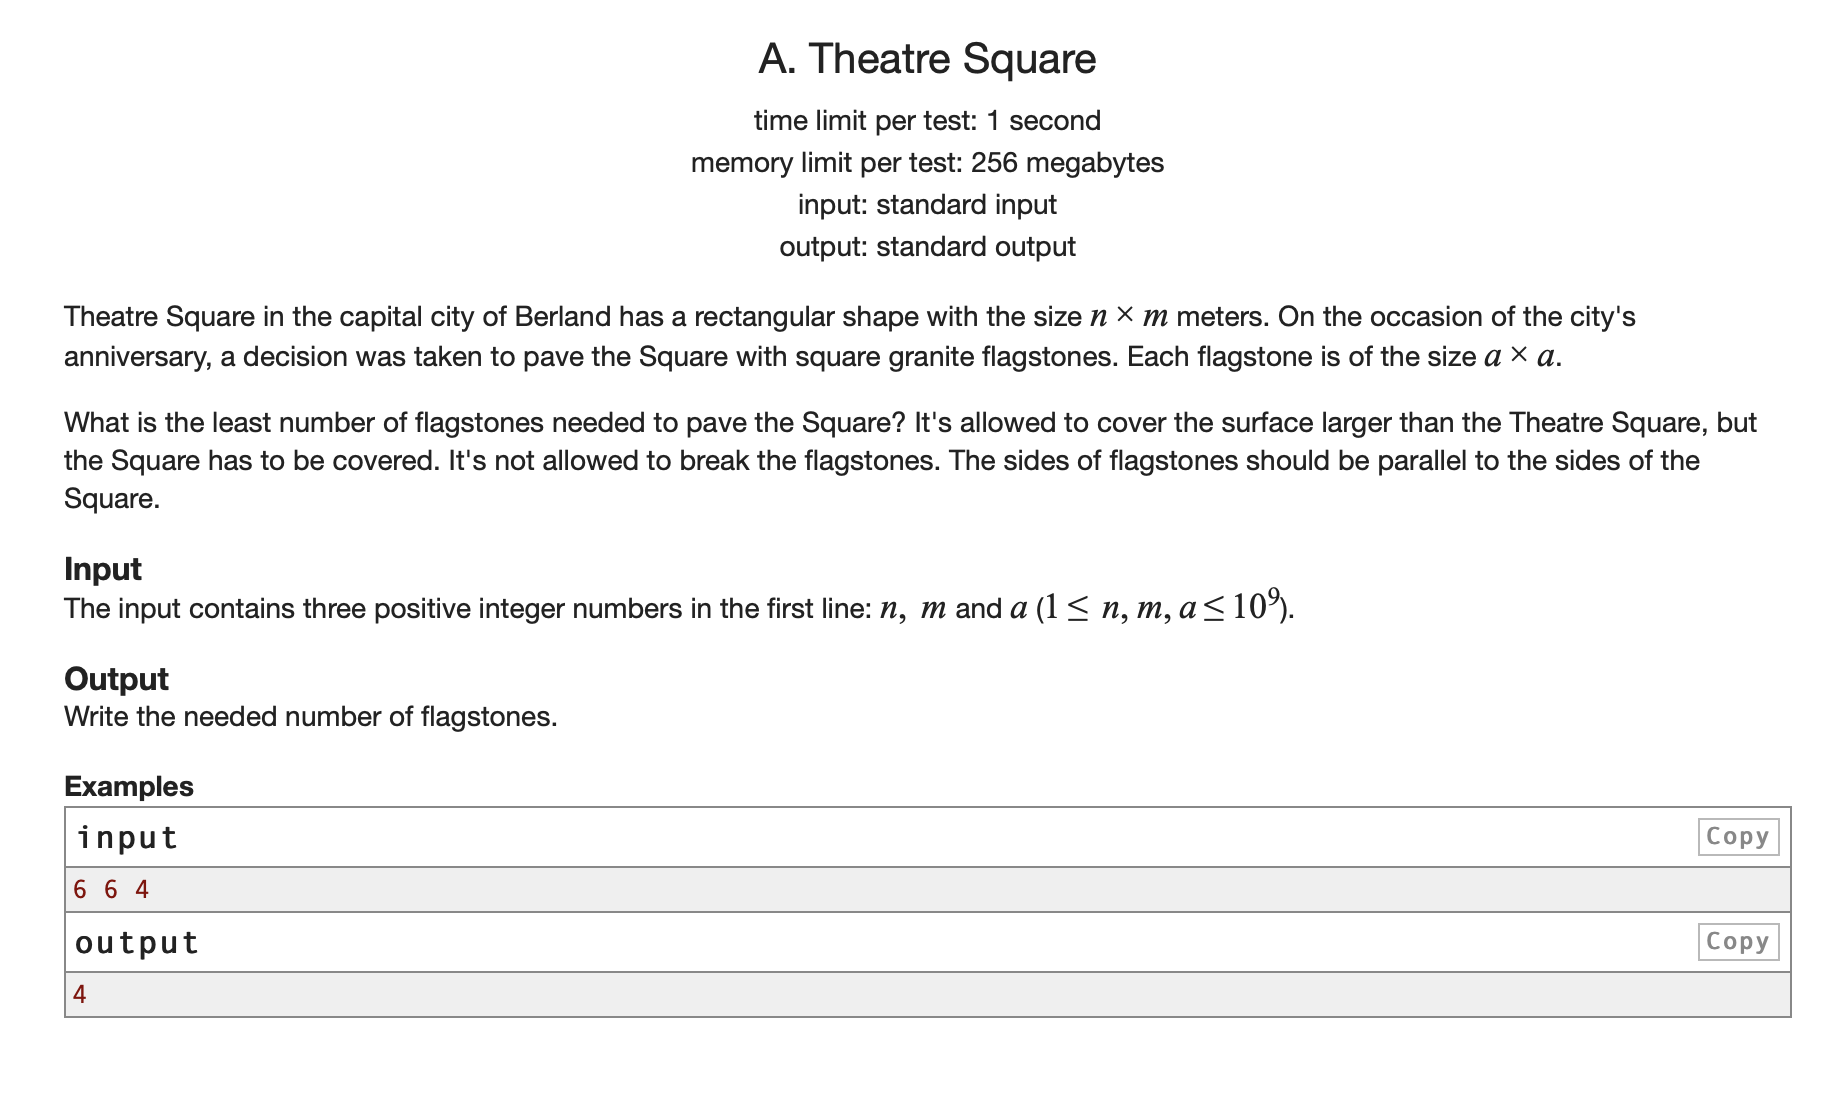 A. Theatre Square
time limit per test: 1 second
memory limit per test: 256 megabytes
input: standard input
output: standard output
Theatre Square in the capital city of Berland has a rectangular shape with the size n × m meters. On the occasion of the city's
anniversary, a decision was taken to pave the Square with square granite flagstones. Each flagstone is of the size a × a.
What is the least number of flagstones needed to pave the Square? It's allowed to cover the surface larger than the Theatre Square, but
the Square has to be covered. It's not allowed to break the flagstones. The sides of flagstones should be parallel to the sides of the
Square.
Input
The input contains three positive integer numbers in the first line: n, m and a (1 ≤ n, m, a ≤ 10⁹).
Output
Write the needed number of flagstones.
Examples
input Copy
6 6 4
output Copy
4